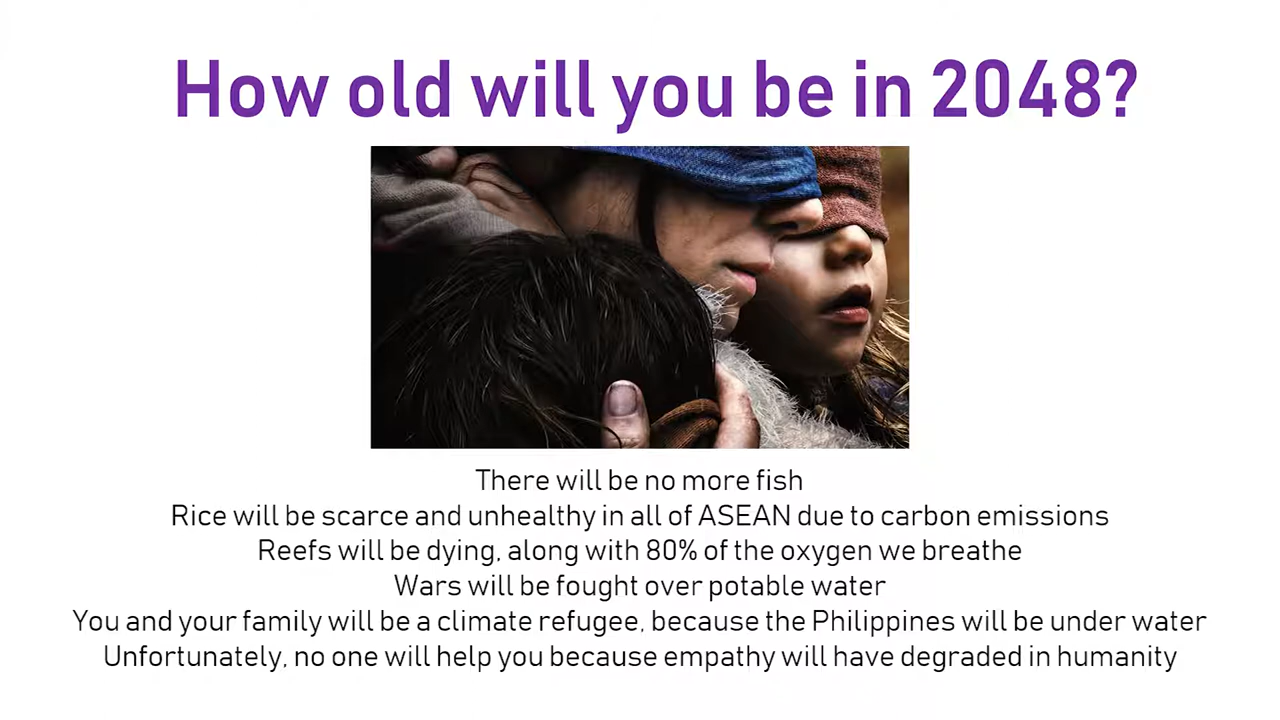 How old will you be in 2048?
There will be no more fish
Rice will be scarce and unhealthy in all of ASEAN due to carbon emissions
Reefs will be dying, along with 80% of the oxygen we breathe
Wars will be fought over potable water
You and your family will be a climate refugee, because the Philippines will be under water
Unfortunately, no one will help you because empathy will have degraded in humanity